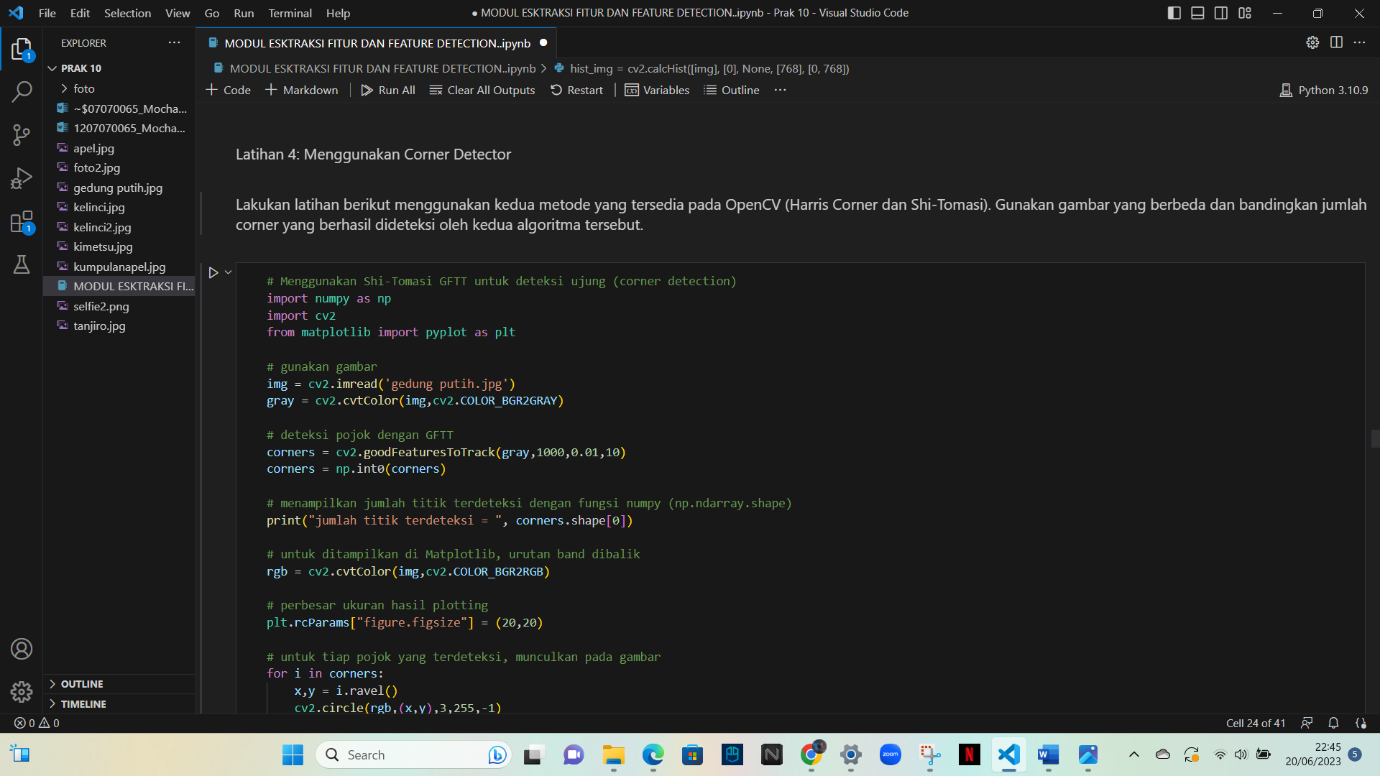 File Edit Selection View Go Run Terminal Help
● MODUL ESKTRAKSI FITUR DAN FEATURE DETECTION..ipynb - Prak 10 - Visual Studio Code
EXPLORER
PRAK 10
foto
~$07070065_Mocha...
1207070065_Mocha...
apel.jpg
foto2.jpg
gedung putih.jpg
kelinci.jpg
kelinci2.jpg
kimetsu.jpg
kumpulanapel.jpg
MODUL ESKTRAKSI FI...
selfie2.png
tanjiro.jpg
OUTLINE
TIMELINE
1
1
MODUL ESKTRAKSI FITUR DAN FEATURE DETECTION..ipynb ●
MODUL ESKTRAKSI FITUR DAN FEATURE DETECTION..ipynb > hist_img = cv2.calcHist([img], [0], None, [768], [0, 768])
+ Code + Markdown | Run All Clear All Outputs Restart | Variables Outline ...
Python 3.10.9
Latihan 4: Menggunakan Corner Detector
Lakukan latihan berikut menggunakan kedua metode yang tersedia pada OpenCV (Harris Corner dan Shi-Tomasi). Gunakan gambar yang berbeda dan bandingkan jumlah
corner yang berhasil dideteksi oleh kedua algoritma tersebut.
# Menggunakan Shi-Tomasi GFTT untuk deteksi ujung (corner detection)
import numpy as np
import cv2
from matplotlib import pyplot as plt
# gunakan gambar
img = cv2.imread('gedung putih.jpg')
gray = cv2.cvtColor(img,cv2.COLOR_BGR2GRAY)
# deteksi pojok dengan GFTT
corners = cv2.goodFeaturesToTrack(gray,1000,0.01,10)
corners = np.int0(corners)
# menampilkan jumlah titik terdeteksi dengan fungsi numpy (np.ndarray.shape)
print("jumlah titik terdeteksi = ", corners.shape[0])
# untuk ditampilkan di Matplotlib, urutan band dibalik
rgb = cv2.cvtColor(img,cv2.COLOR_BGR2RGB)
# perbesar ukuran hasil plotting
plt.rcParams["figure.figsize"] = (20,20)
# untuk tiap pojok yang terdeteksi, munculkan pada gambar
for i in corners:
x,y = i.ravel()
cv2.circle(rgb,(x,y),3,255,-1)
0 0
Cell 24 of 41
Search
zoom
N
N
W
22:45
20/06/2023
5